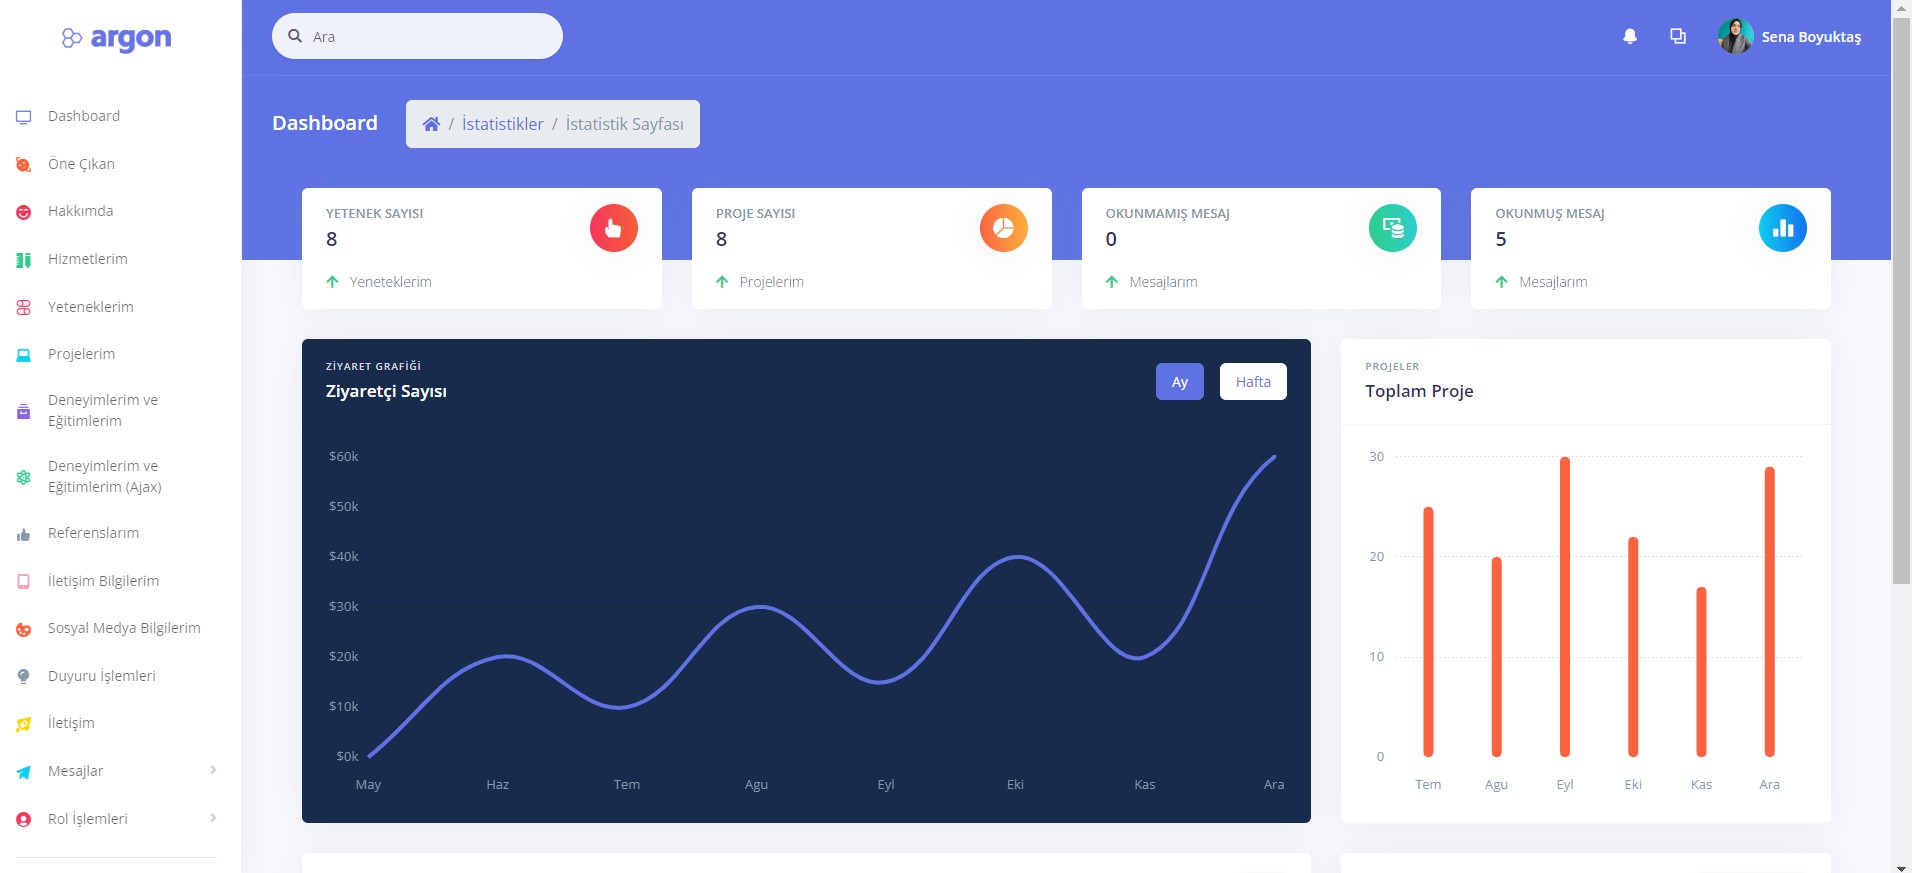 argon
Ara
Sena Boyuktaş
Dashboard
Öne Çıkan
Hakkımda
Hizmetlerim
Yeteneklerim
Projelerim
Deneyimlerim ve
Eğitimlerim
Deneyimlerim ve
Eğitimlerim (Ajax)
Referenslarım
İletişim Bilgilerim
Sosyal Medya Bilgilerim
Duyuru İşlemleri
İletişim
Mesajlar
Rol İşlemleri
Dashboard
/ İstatistikler / İstatistik Sayfası
YETENEK SAYISI
8
Yeneteklerim
PROJE SAYISI
8
Projelerim
OKUNMAMIŞ MESAJ
0
Mesajlarım
OKUNMUŞ MESAJ
5
Mesajlarım
ZİYARET GRAFİĞİ
Ziyaretçi Sayısı
Ay
Hafta
$60k
$50k
$40k
$30k
$20k
$10k
$0k
May Haz Tem Agu Eyl Eki Kas Ara
PROJELER
Toplam Proje
30
20
10
0
Tem Agu Eyl Eki Kas Ara